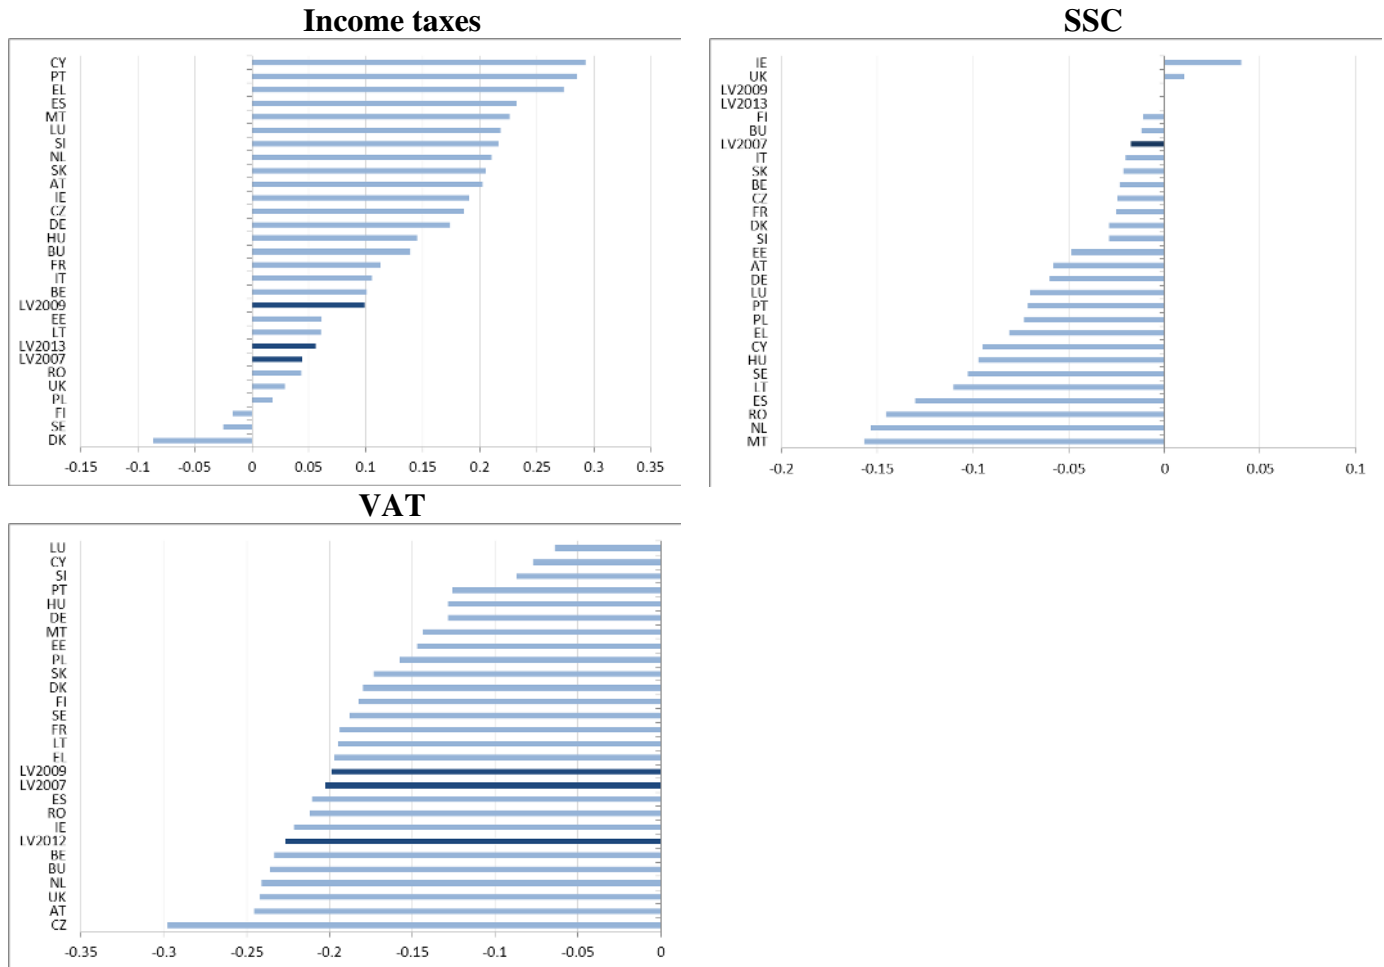 Income taxes
CY
PT
EL
ES
MT
LU
SI
NL
SK
AT
IE
CZ
DE
HU
BU
FR
IT
BE
LV2009
EE
LT
LV2013
LV2007
RO
UK
PL
FI
SE
DK
-0.15 -0.1 -0.05 0 0.05 0.1 0.15 0.2 0.25 0.3 0.35
SSC
IE
UK
LV2009
LV2013
FI
BU
LV2007
IT
SK
BE
CZ
FR
DK
SI
EE
AT
DE
LU
PT
PL
EL
CY
HU
SE
LT
ES
RO
NL
MT
-0.2 -0.15 -0.1 -0.05 0 0.05 0.1
VAT
LU
CY
SI
PT
HU
DE
MT
EE
PL
SK
DK
FI
SE
FR
LT
EL
LV2009
LV2007
ES
RO
IE
LV2012
BE
BU
NL
UK
AT
CZ
-0.35 -0.3 -0.25 -0.2 -0.15 -0.1 -0.05 0